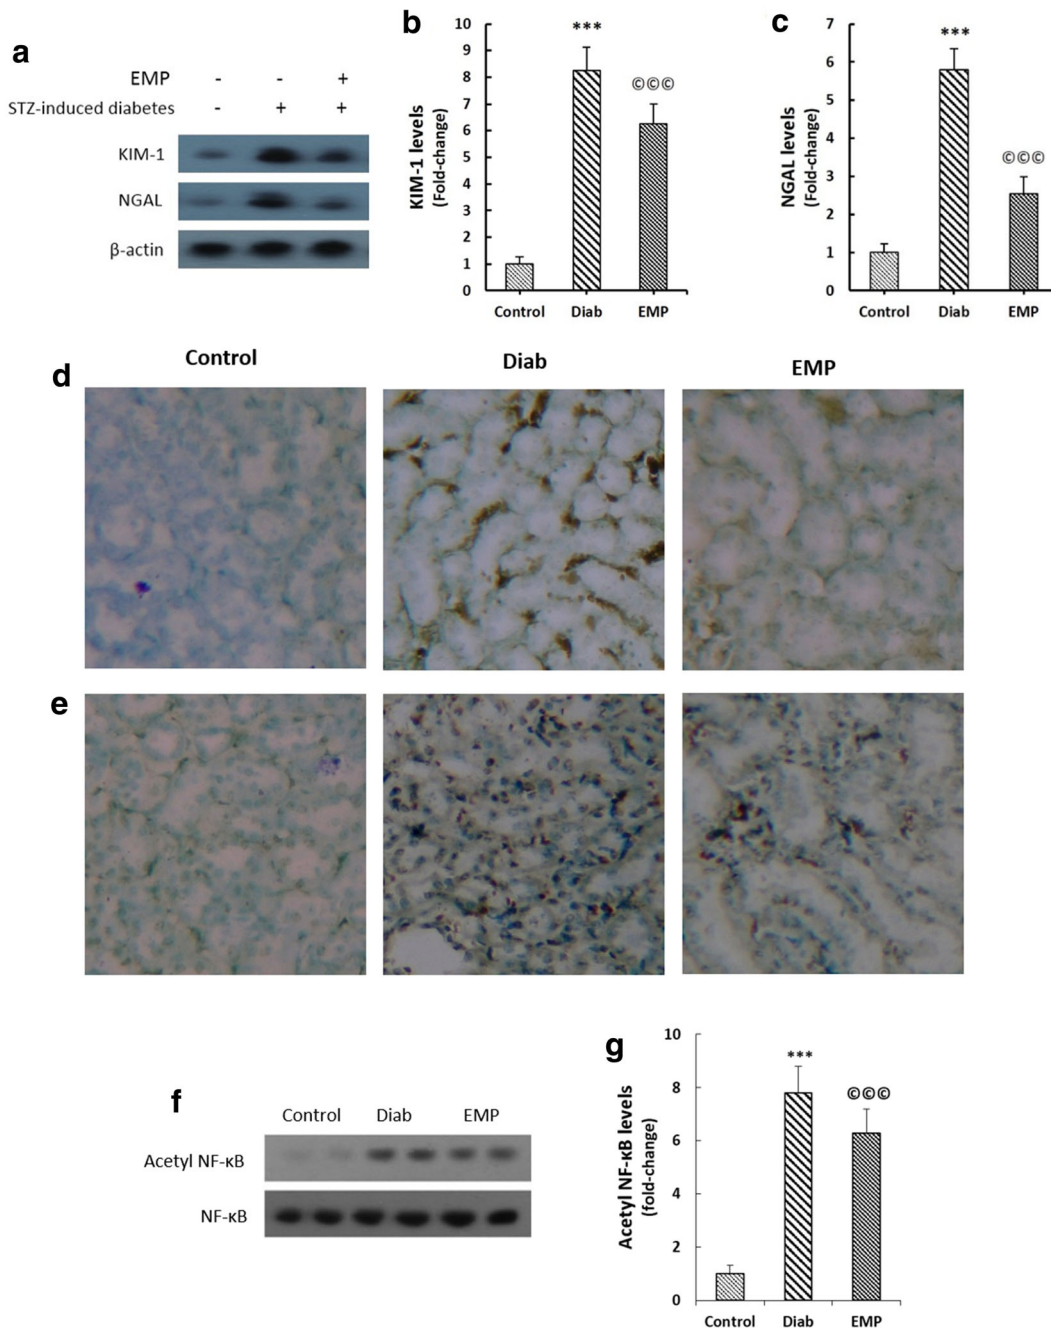 a
EMP - - +
STZ-induced diabetes - + +
KIM-1
NGAL
β-actin
b
KIM-1 levels
(Fold-change)
10
9
8
7
6
5
4
3
2
1
0
***
©©©
Control Diab EMP
c
NGAL levels
(Fold-change)
7
6
5
4
3
2
1
0
***
©©©
Control Diab EMP
Control Diab EMP
d
e
f
Control Diab EMP
Acetyl NF-κB
NF-κB
g
Acetyl NF-κB levels
(fold-change)
10
8
6
4
2
0
***
©©©
Control Diab EMP